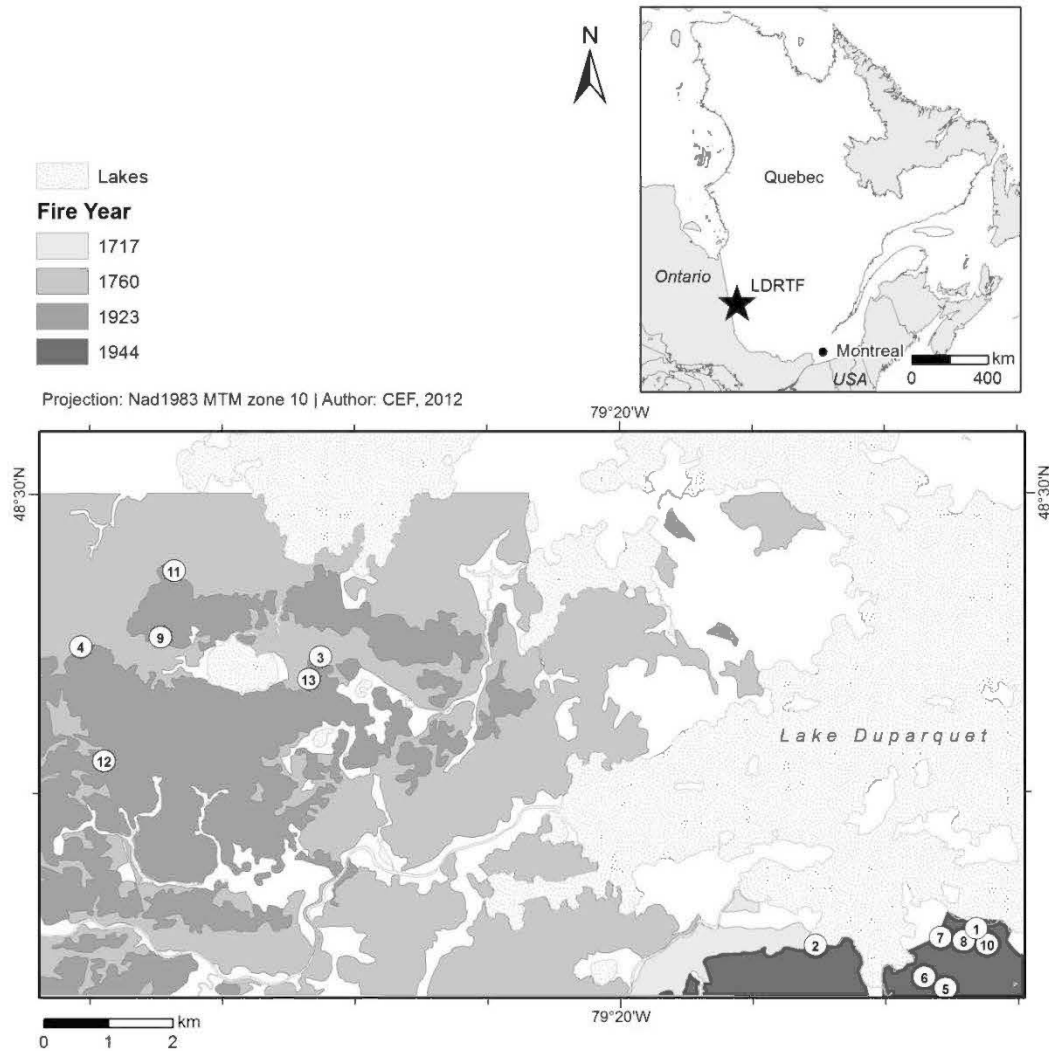 N
Quebec
Ontario
LDRTF
Montreal
USA
km
0 400
Lakes
Fire Year
1717
1760
1923
1944
Projection: Nad1983 MTM zone 10 | Author: CEF, 2012
79°20'W
48°30'N
48°30'N
11
9
4
3
13
12
Lake Duparquet
1
7
8
10
2
6
5
79°20'W
km
0 1 2